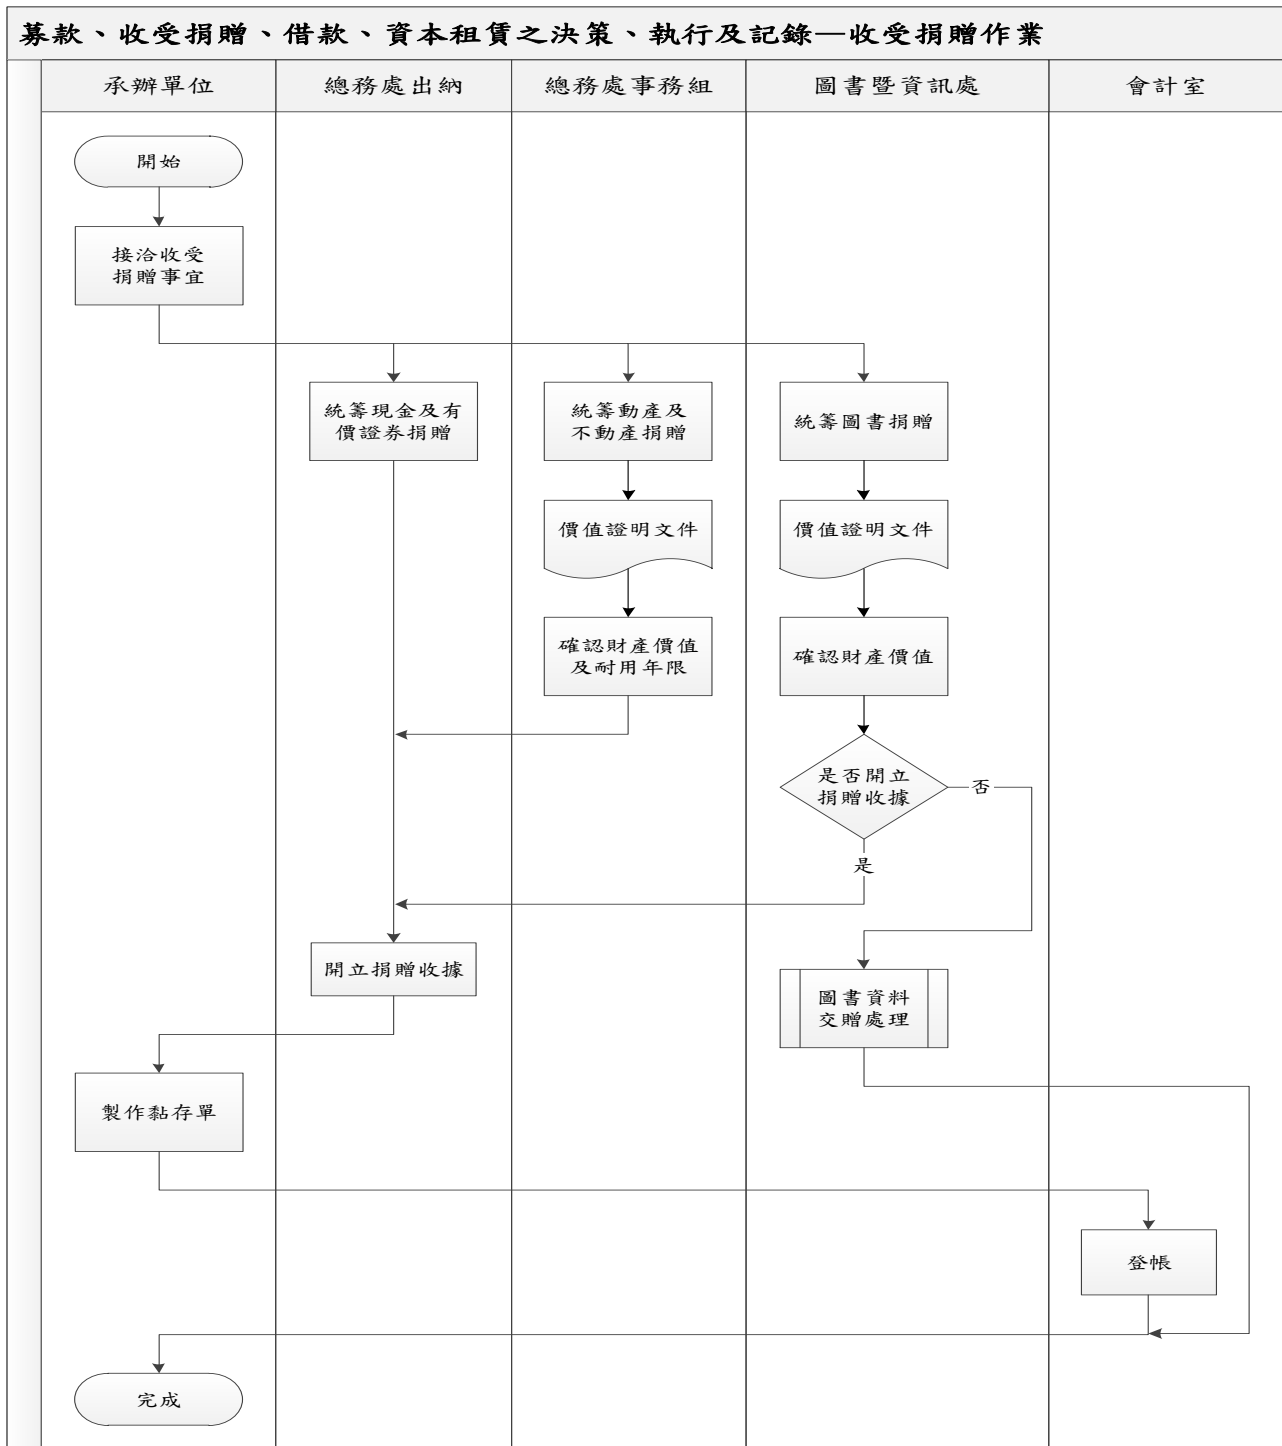 募款、收受捐贈、借款、資本租賃之決策、執行及記錄—收受捐贈作業
承辦單位
總務處出納
總務處事務組
圖書暨資訊處
會計室
開始
接洽收受
捐贈事宜
統籌現金及有
價證券捐贈
統籌動產及
不動產捐贈
統籌圖書捐贈
價值證明文件
價值證明文件
確認財產價值
及耐用年限
確認財產價值
是否開立
捐贈收據
否
是
開立捐贈收據
圖書資料
交贈處理
製作黏存單
登帳
完成